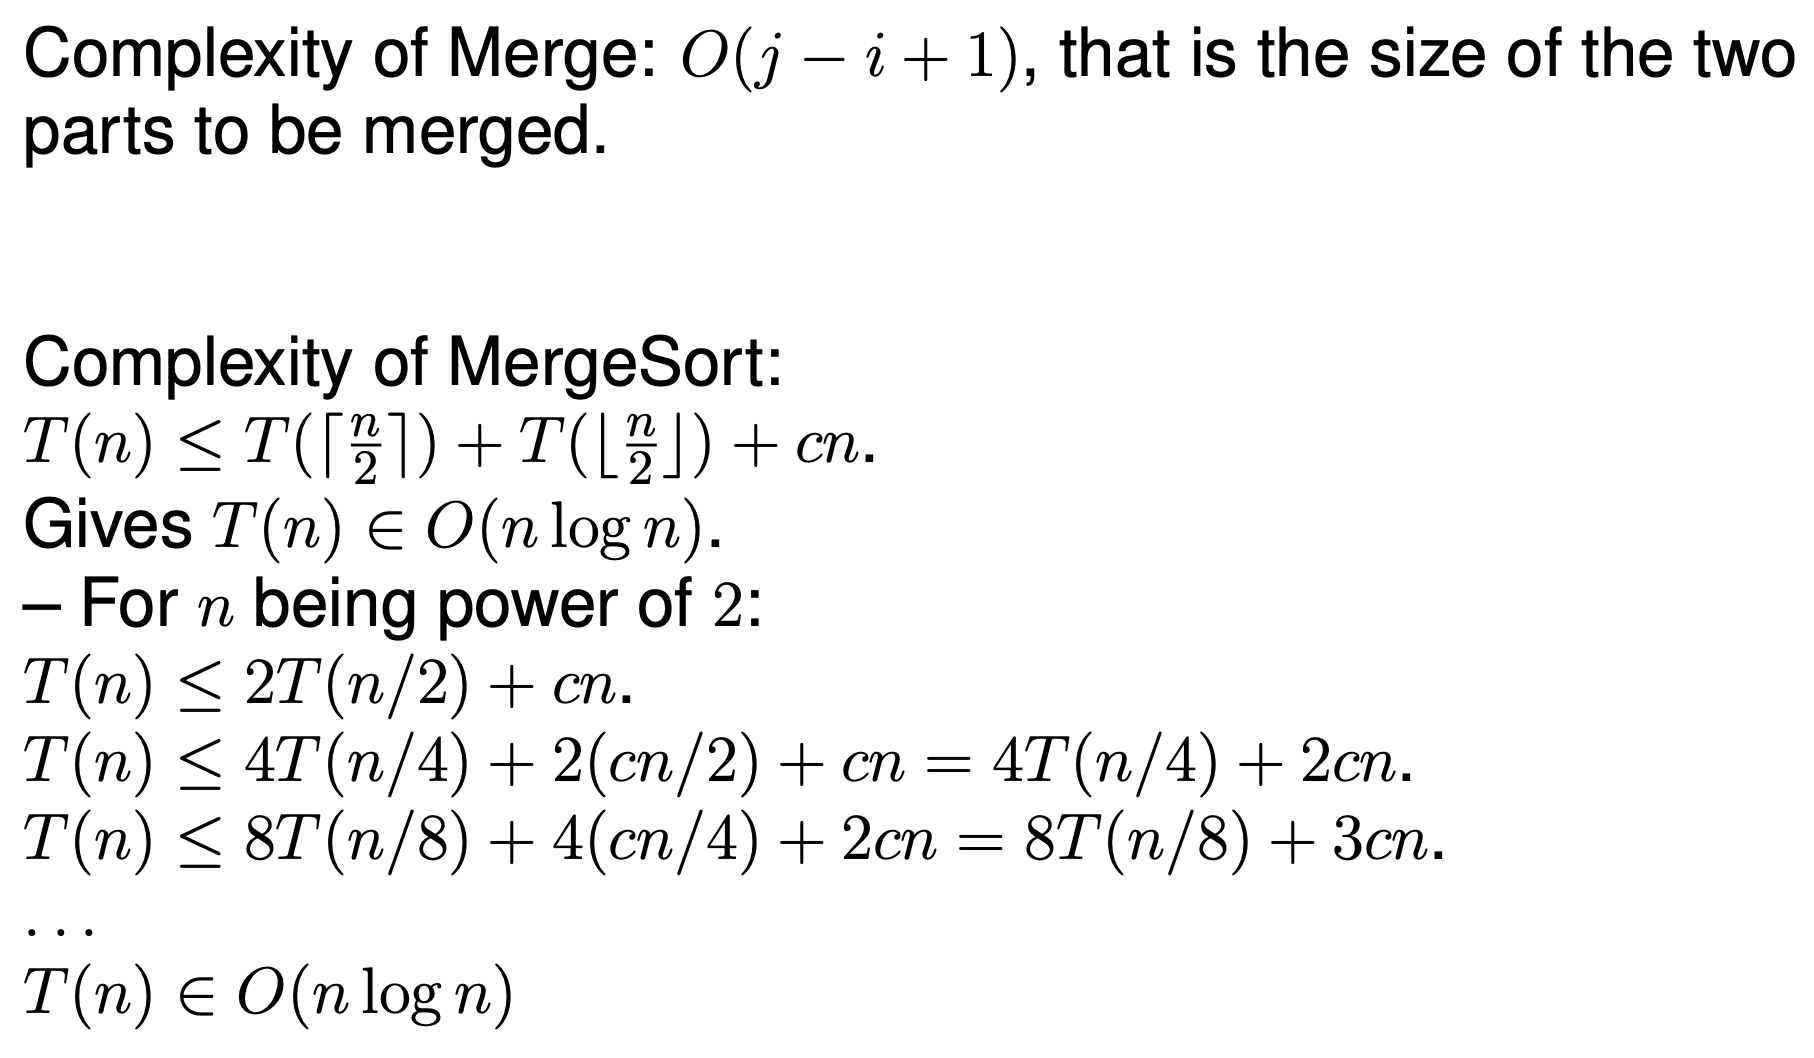 Complexity of Merge: O(j − i + 1), that is the size of the two
parts to be merged.
Complexity of MergeSort:
T(n) ≤ T(⌈n/2⌉) + T(⌊n/2⌋) + cn.
Gives T(n) ∈ O(n log n).
– For n being power of 2:
T(n) ≤ 2T(n/2) + cn.
T(n) ≤ 4T(n/4) + 2(cn/2) + cn = 4T(n/4) + 2cn.
T(n) ≤ 8T(n/8) + 4(cn/4) + 2cn = 8T(n/8) + 3cn.
. . .
T(n) ∈ O(n log n)